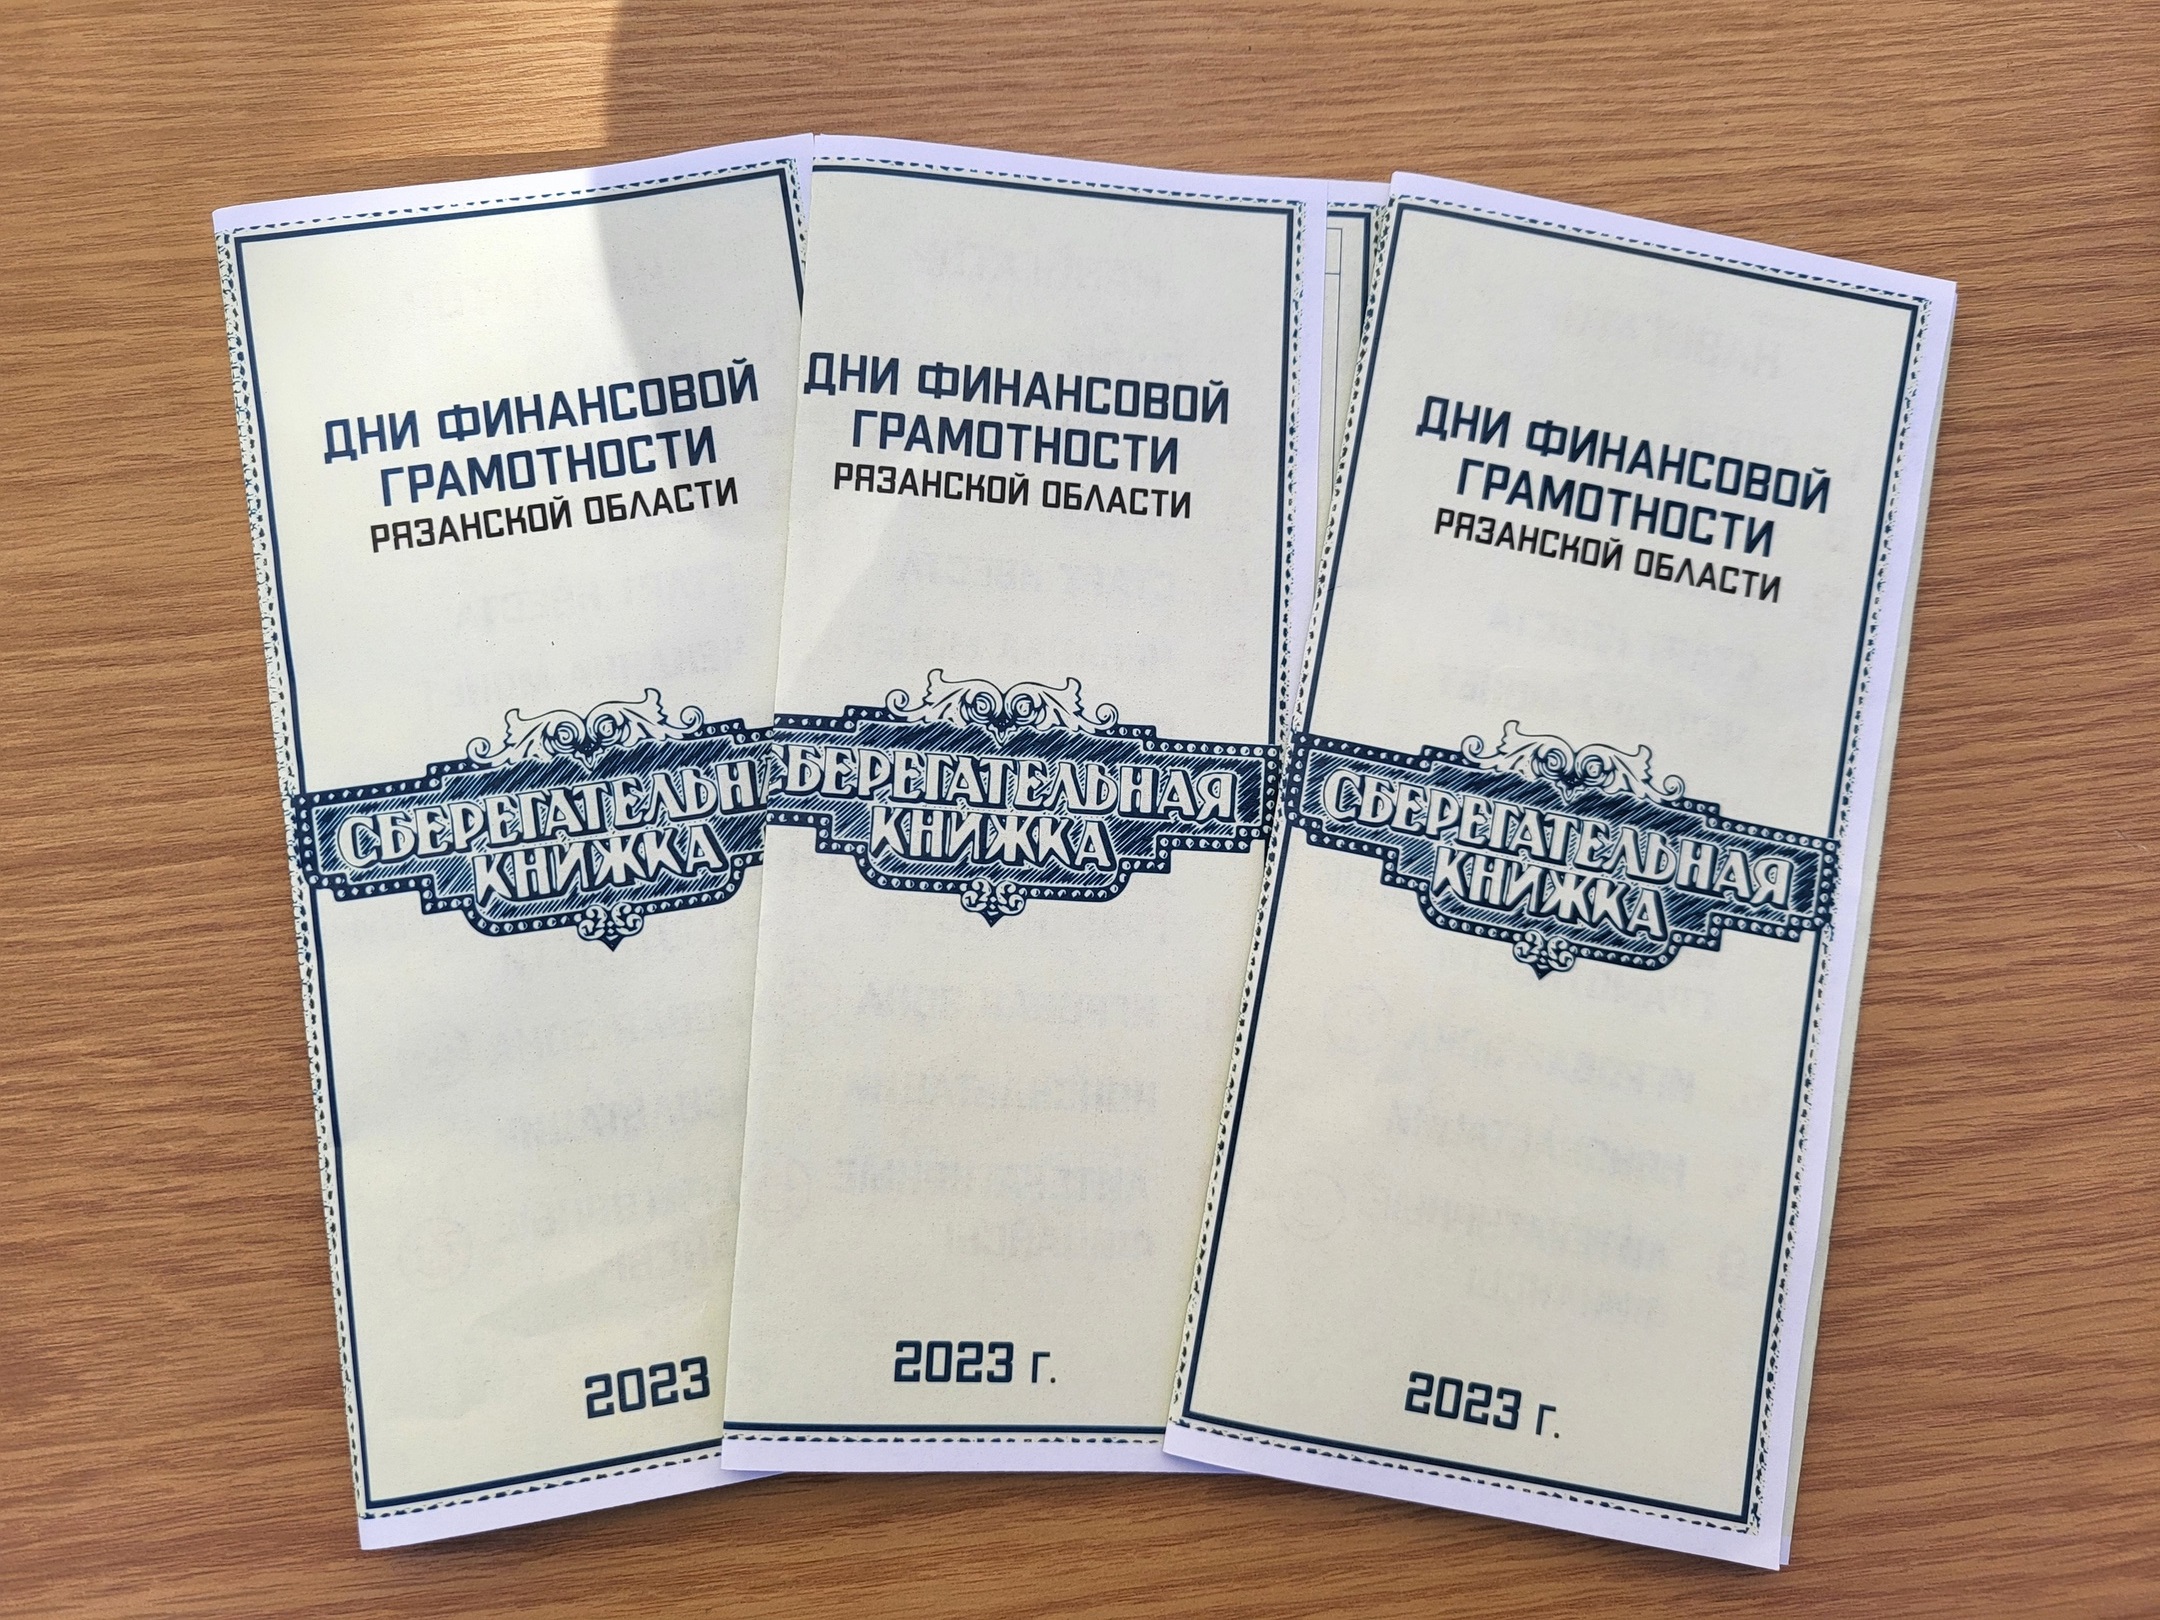 ДНИ ФИНАНСОВОЙ
ГРАМОТНОСТИ
РЯЗАНСКОЙ ОБЛАСТИ
СБЕРЕГАТЕЛЬНА
КНИЖКА
2023
ДНИ ФИНАНСОВОЙ
ГРАМОТНОСТИ
РЯЗАНСКОЙ ОБЛАСТИ
СБЕРЕГАТЕЛЬНАЯ
КНИЖКА
2023 г.
ДНИ ФИНАНСОВОЙ
ГРАМОТНОСТИ
РЯЗАНСКОЙ ОБЛАСТИ
СБЕРЕГАТЕЛЬНАЯ
КНИЖКА
2023 г.